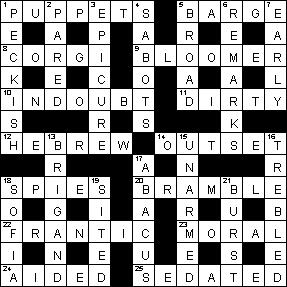 1 P U 2 P P 3 E T 4 S 5 B A 6 R G 7 E
E A P A R E A
8 C O R G I 9 B L O O M E R
K E C O A A L
10 I N D O U B T 11 D I R T Y
S R S K
12 H E 13 B R E W 14 O 15 U T S E 16 T
R 17 A N R
18 S P I E 19 S 20 B R A M 21 B L E
O G I A R U B
22 F R A N T I C 23 M O R A L
I N E U E S E
24 A I D E D 25 S E D A T E D